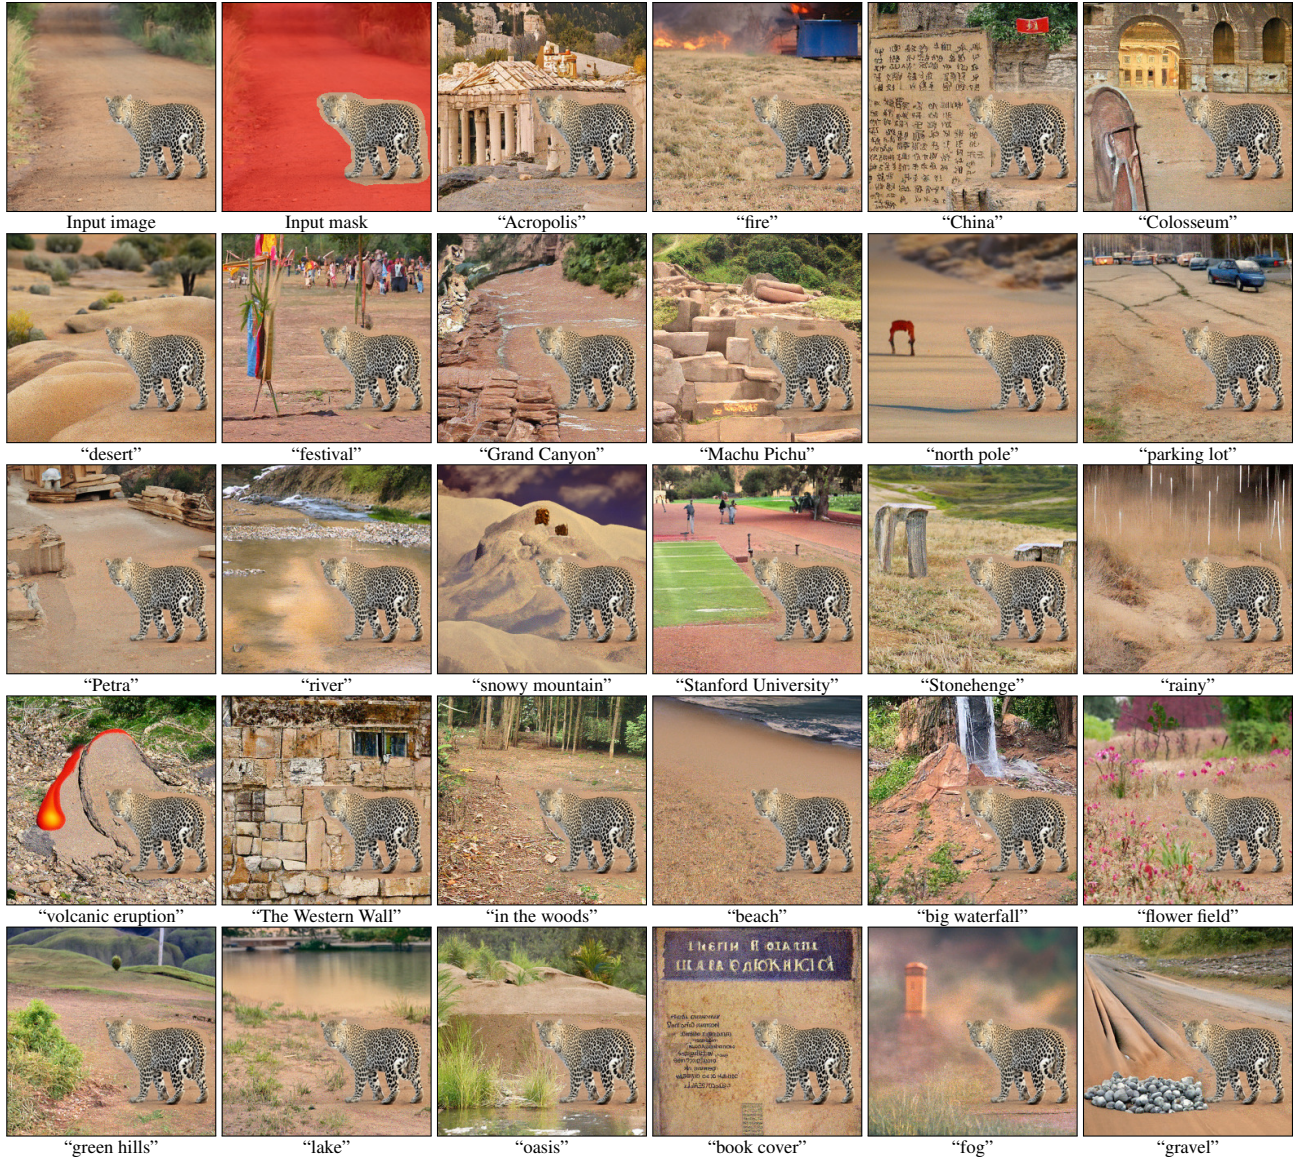 Input image
Input mask
“Acropolis”
“fire”
“China”
“Colosseum”
“desert”
“festival”
“Grand Canyon”
“Machu Pichu”
“north pole”
“parking lot”
“Petra”
“river”
“snowy mountain”
“Stanford University”
“Stonehenge”
“rainy”
“volcanic eruption”
“The Western Wall”
“in the woods”
“beach”
“big waterfall”
“flower field”
“green hills”
“lake”
“oasis”
“book cover”
“fog”
“gravel”